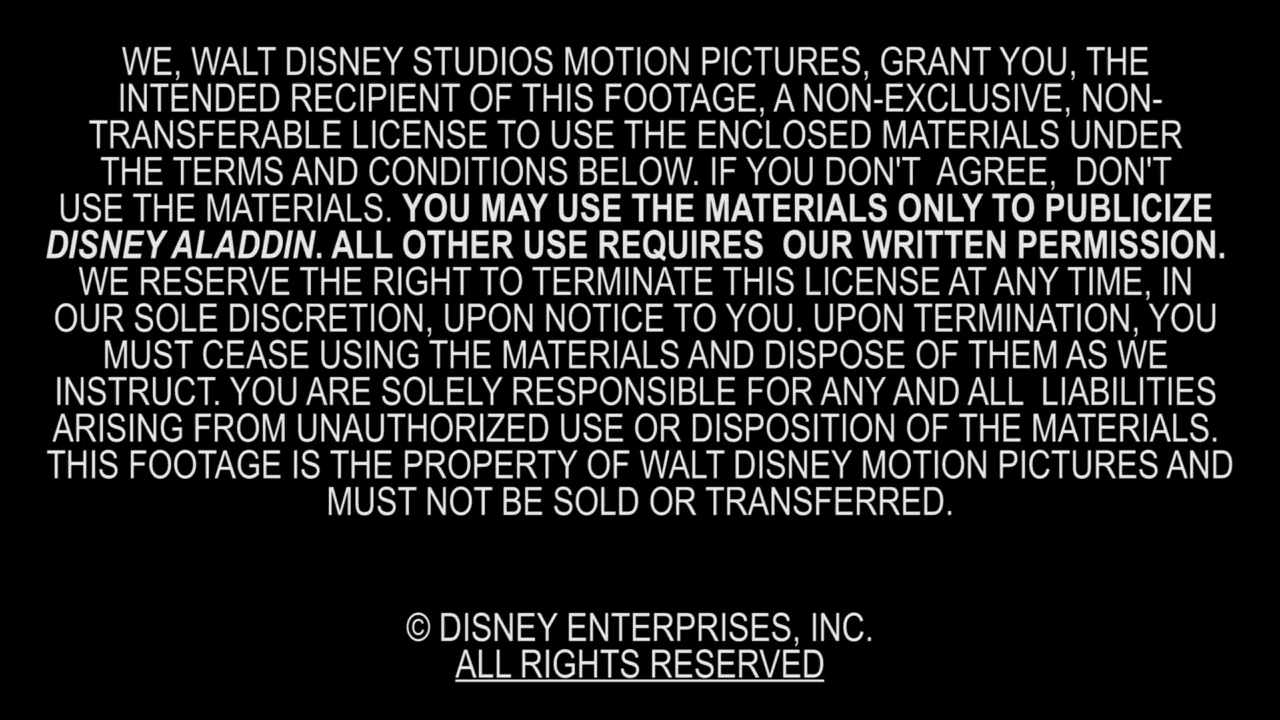 WE, WALT DISNEY STUDIOS MOTION PICTURES, GRANT YOU, THE
INTENDED RECIPIENT OF THIS FOOTAGE, A NON-EXCLUSIVE, NON-
TRANSFERABLE LICENSE TO USE THE ENCLOSED MATERIALS UNDER
THE TERMS AND CONDITIONS BELOW. IF YOU DON'T AGREE, DON'T
USE THE MATERIALS. YOU MAY USE THE MATERIALS ONLY TO PUBLICIZE
DISNEY ALADDIN. ALL OTHER USE REQUIRES OUR WRITTEN PERMISSION.
WE RESERVE THE RIGHT TO TERMINATE THIS LICENSE AT ANY TIME, IN
OUR SOLE DISCRETION, UPON NOTICE TO YOU. UPON TERMINATION, YOU
MUST CEASE USING THE MATERIALS AND DISPOSE OF THEM AS WE
INSTRUCT. YOU ARE SOLELY RESPONSIBLE FOR ANY AND ALL LIABILITIES
ARISING FROM UNAUTHORIZED USE OR DISPOSITION OF THE MATERIALS.
THIS FOOTAGE IS THE PROPERTY OF WALT DISNEY MOTION PICTURES AND
MUST NOT BE SOLD OR TRANSFERRED.
© DISNEY ENTERPRISES, INC.
ALL RIGHTS RESERVED